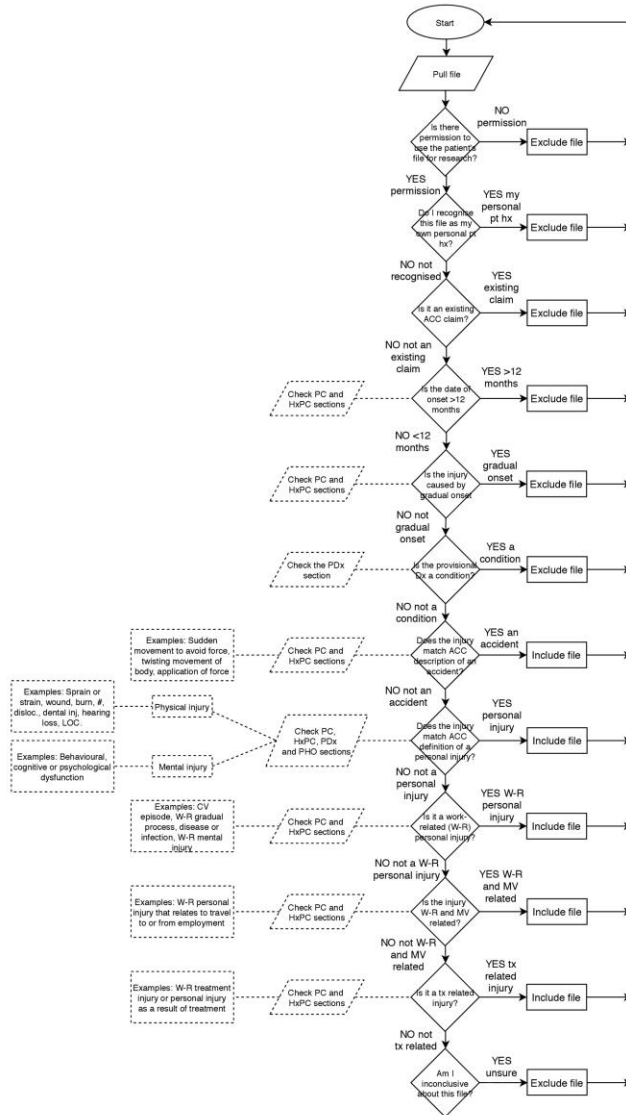 Start
Pull file
Is there
permission to
use the patient's
file for research?
NO
permission
Exclude file
YES
permission
Do I recognise
this file as my
own personal pt
hx?
YES my
personal
pt hx
Exclude file
NO not
recognised
Is it an existing
ACC claim?
YES
existing
claim
Exclude file
NO not an
existing
claim
Check PC and
HxPC sections
Is the date of
onset >12
months
YES >12
months
Exclude file
NO <12
months
Check PC and
HxPC sections
Is the injury
caused by
gradual onset
YES
gradual
onset
Exclude file
NO not
gradual
onset
Check the PDx
section
Is the provisional
Dx a condition?
YES a
condition
Exclude file
NO not a
condition
Examples: Sudden
movement to avoid force,
twisting movement of
body, application of force
Check PC and
HxPC sections
Does the injury
match ACC
description of an
accident?
YES an
accident
Include file
NO not an
accident
Examples: Sprain or
strain, wound, burn, #,
disloc., dental inj, hearing
loss, LOC.
Physical injury
Examples: Behavioural,
cognitive or psychological
dysfunction
Mental injury
Check PC,
HxPC, PDx
and PHO sections
Does the injury
match ACC
definition of a
personal injury?
YES
personal
injury
Include file
NO not a
personal
injury
Examples: CV
episode, W-R gradual
process, disease or
infection, W-R mental
injury
Check PC and
HxPC sections
Is it a work-
related (W-R)
personal injury?
YES W-R
personal
injury
Include file
NO not a W-R
personal injury
Examples: W-R personal
injury that relates to travel
to or from employment
Check PC and
HxPC sections
Is the injury
W-R and MV
related?
YES W-R
and MV
related
Include file
NO not W-R
and MV
related
Examples: W-R treatment
injury or personal injury
as a result of treatment
Check PC and
HxPC sections
Is it a tx related
injury?
YES tx
related
injury
Include file
NO not
tx related
Am I
inconclusive
about this file?
YES
unsure
Exclude file